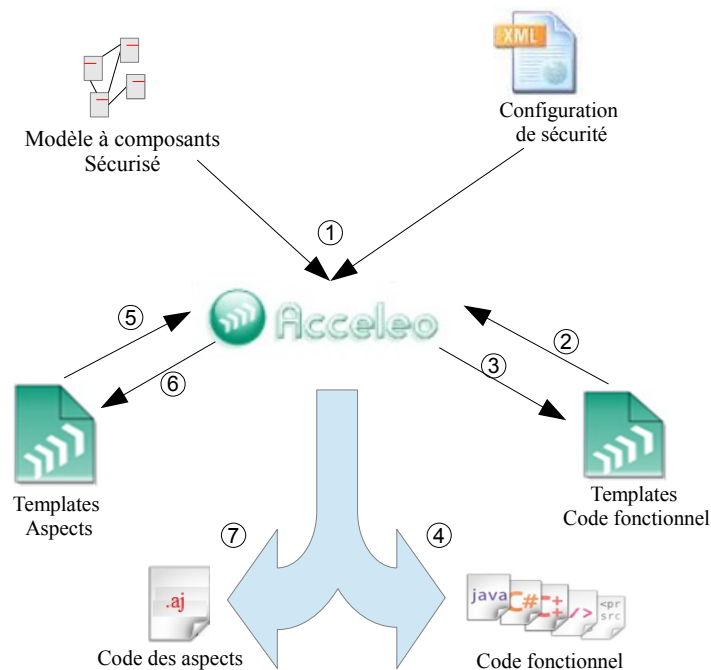 XML
Modèle à composants
Sécurisé
Configuration
de sécurité
1
Acceleo
5
2
6
3
Templates
Aspects
Templates
Code fonctionnel
7
4
.aj
java
C#
C++
/>
<pr
src
Code des aspects
Code fonctionnel